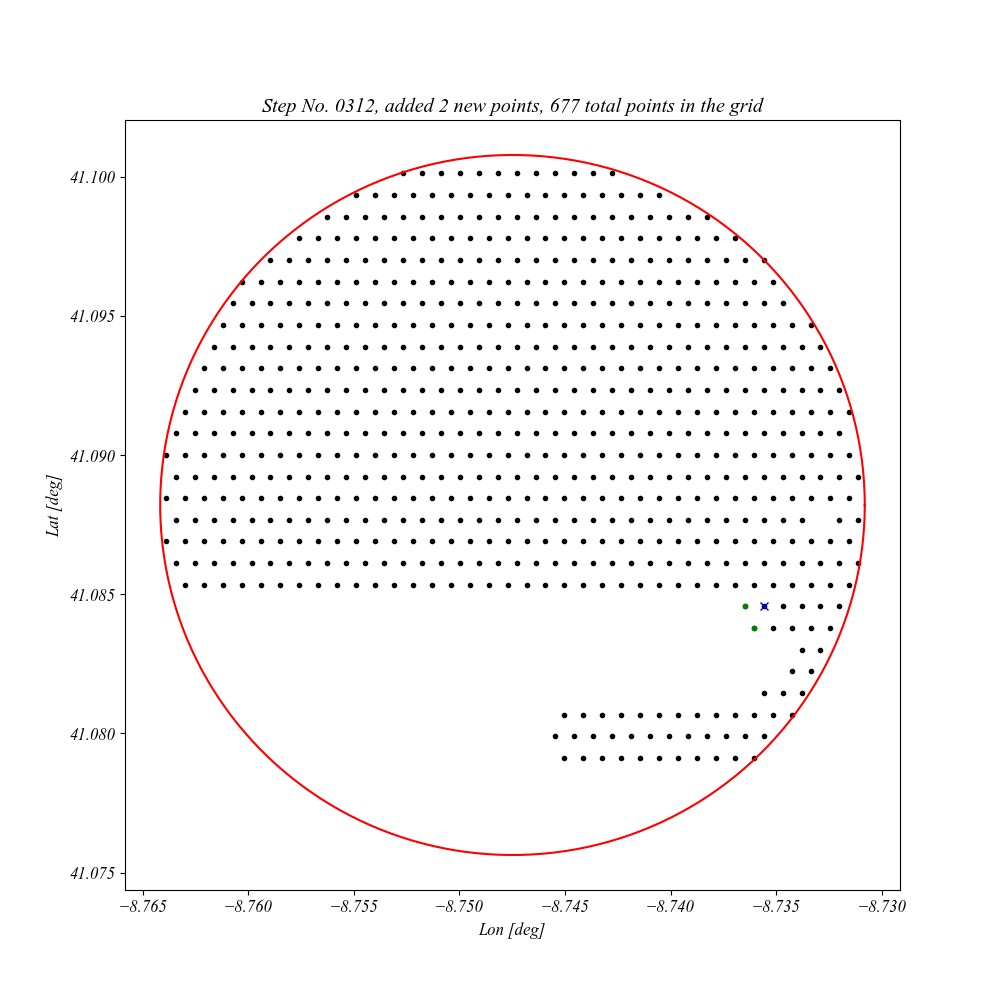 Step No. 0312, added 2 new points, 677 total points in the grid
41.100
41.095
41.090
41.085
41.080
41.075
Lat [deg]
−8.765 −8.760 −8.755 −8.750 −8.745 −8.740 −8.735 −8.730
Lon [deg]